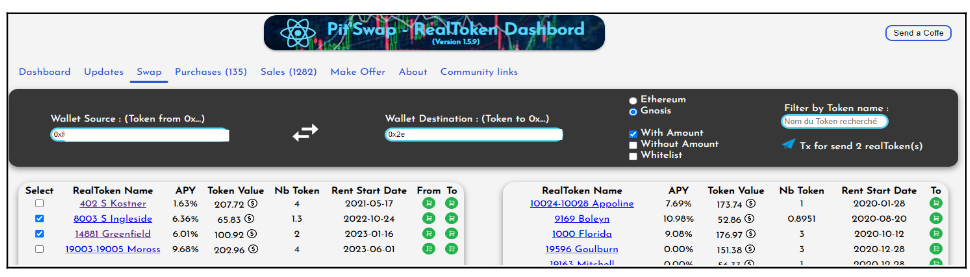 PitSwap - RealToken Dashbord
(Version 1.5.9)
Send a Coffe
Dashboard Updates Swap Purchases (135) Sales (1282) Make Offer About Community links
Wallet Source : (Token from 0x...)
0xf
Wallet Destination : (Token to 0x...)
0x2e
Ethereum
Gnosis
With Amount
Without Amount
Whitelist
Filter by Token name :
Nom du Token recherché
Tx for send 2 realToken(s)
Select RealToken Name APY Token Value Nb Token Rent Start Date From To
402 S Kostner 1.63% 207.72 4 2021-05-17
8003 S Ingleside 6.36% 65.83 1.3 2022-10-24
14881 Greenfield 6.01% 100.92 2 2023-01-16
19003-19005 Moross 9.68% 202.96 4 2023-06-01
RealToken Name APY Token Value Nb Token Rent Start Date To
10024-10028 Appoline 7.69% 173.74 1 2020-01-28
9169 Boleyn 10.98% 52.86 0.8951 2020-08-20
1000 Florida 9.08% 176.97 3 2020-10-12
19596 Goulburn 0.00% 151.38 3 2020-12-28
19163 Mitchell 0.00% 1 2020-12-28